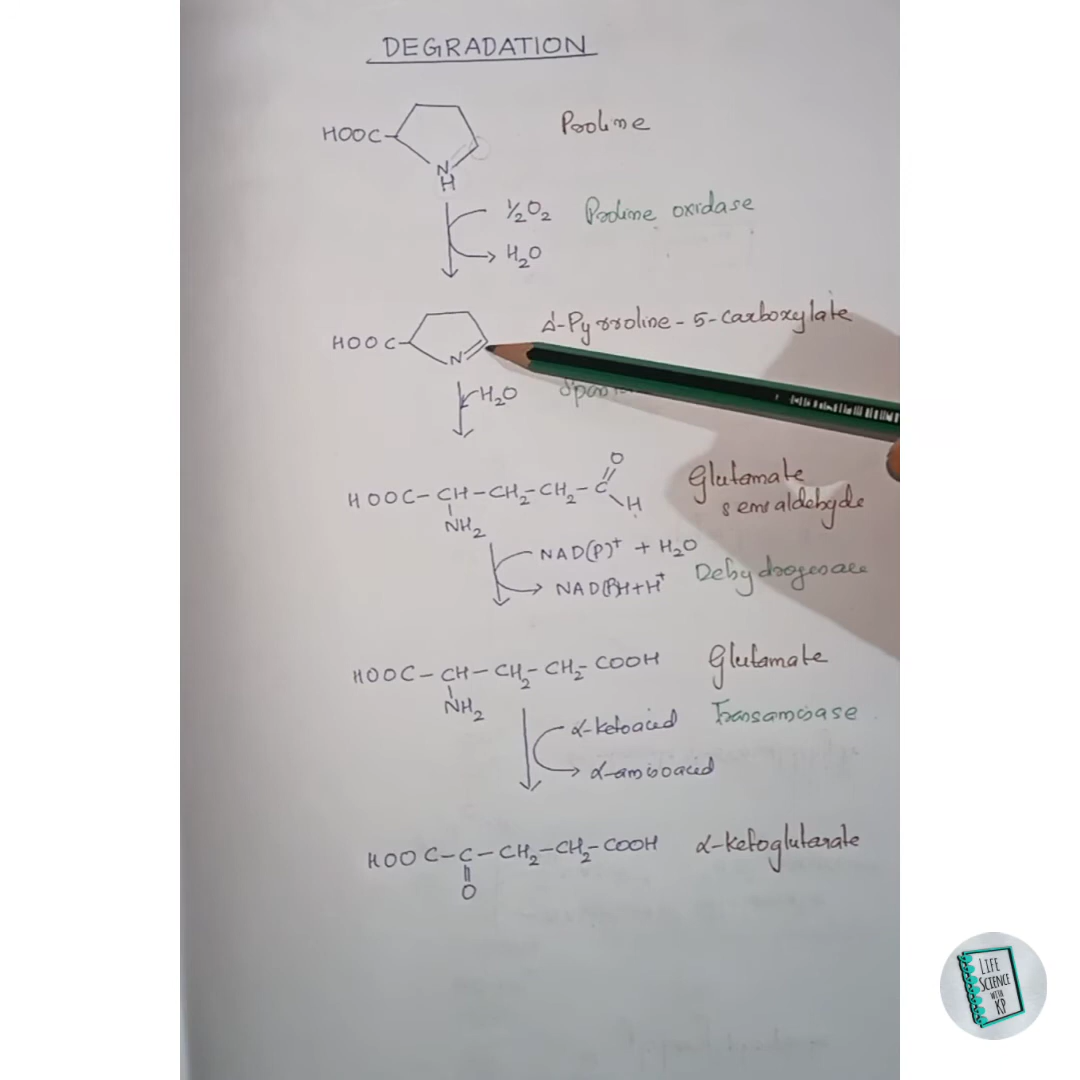 DEGRADATION
HOOC N H Proline
½O2 Proline oxidase
H2O
Δ'-Pyrroline-5-carboxylate
HOOC N
H2O
O
HOOC-CH-CH2-CH2-C H Glutamate
NH2 semialdehyde
NAD(P)+ + H2O
NAD(P)H+H+ Dehydrogenase
HOOC-CH-CH2-CH2-COOH Glutamate
NH2
α-ketoacid Transaminase
α-aminoacid
HOOC-C-CH2-CH2-COOH α-ketoglutarate
O
LIFE
SCIENCE
WITH
KP